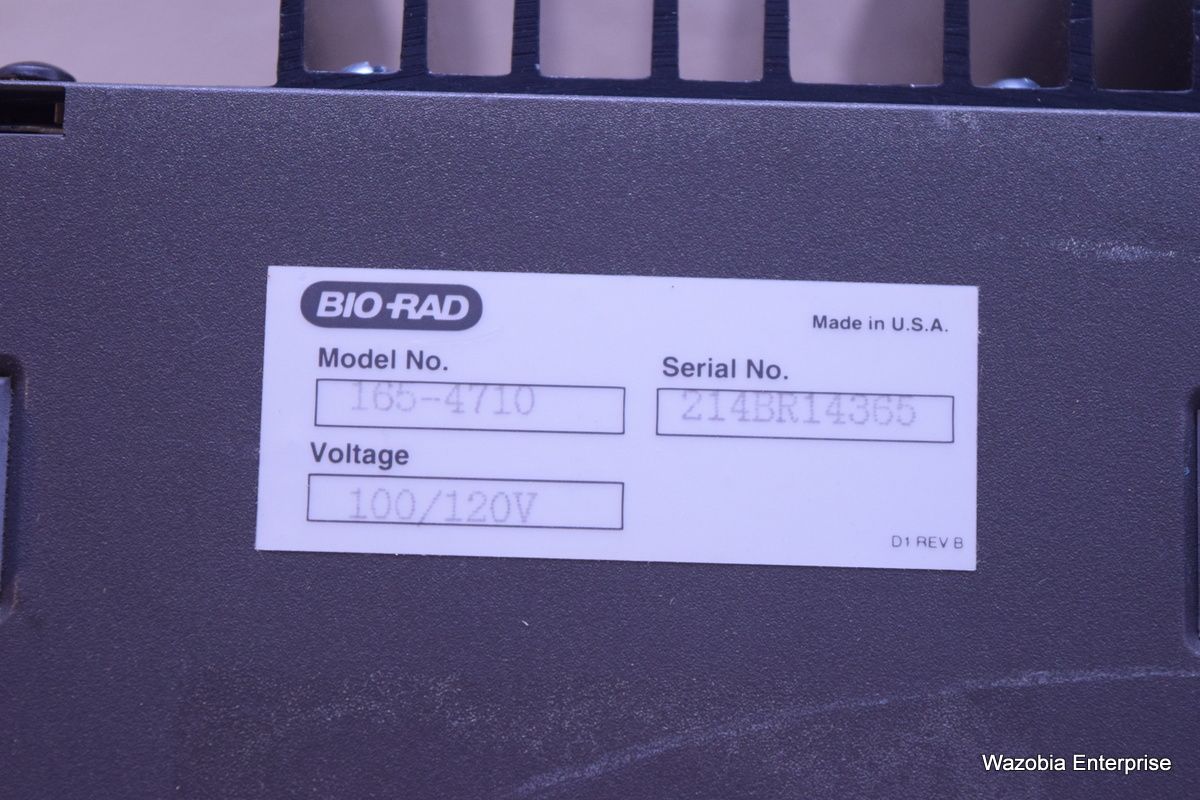 BIO-RAD
Made in U.S.A.
Model No.
165-4710
Serial No.
214BR14365
Voltage
100/120V
D1 REV B
Wazobia Enterprise